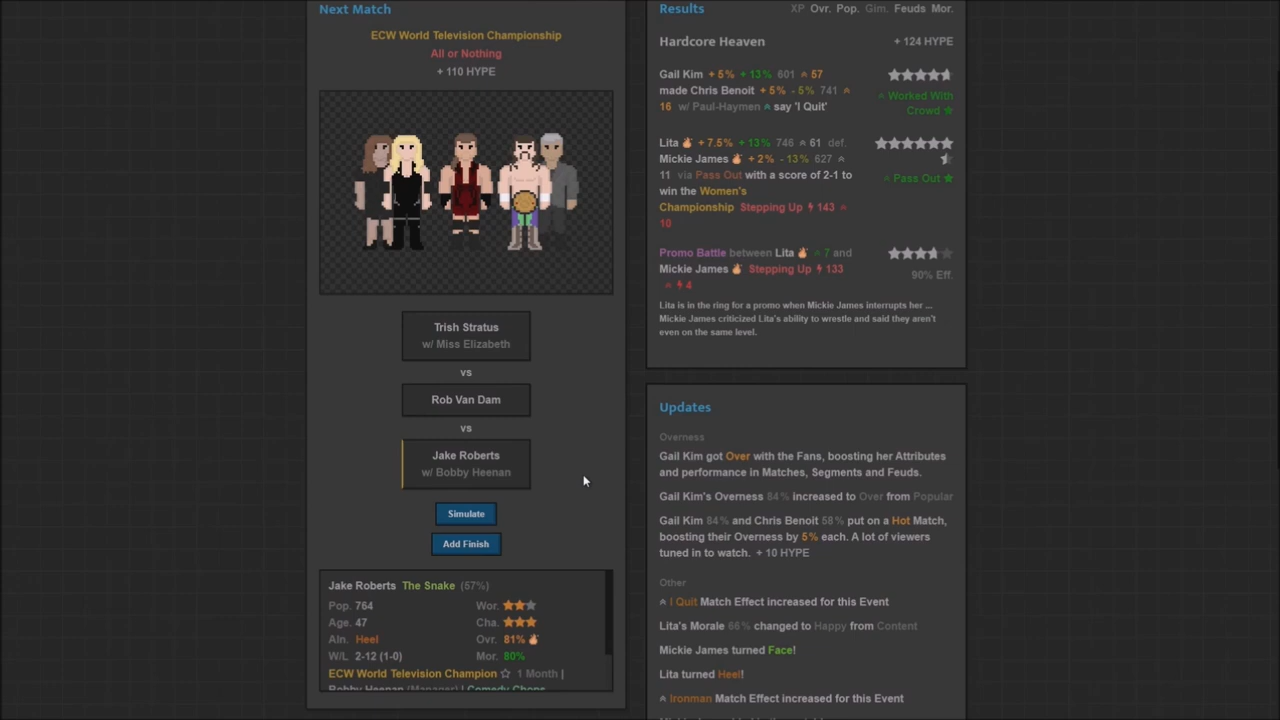 Next Match
ECW World Television Championship
All or Nothing
+ 110 HYPE
Trish Stratus
w/ Miss Elizabeth
vs
Rob Van Dam
vs
Jake Roberts
w/ Bobby Heenan
Simulate
Add Finish
Jake Roberts The Snake (67%)
Pop. 764 Wor.
Age. 47 Cha.
Aln. Heel Ovr. 81%
W/L 2-12 (1-0) Mor. 80%
ECW World Television Champion 1 Month |
Bobby Heenan (Manager) | Comedy Chops
Results XP Ovr. Pop. Gim. Feuds Mor.
Hardcore Heaven + 124 HYPE
Gail Kim + 5% + 13% 601 57
made Chris Benoit + 5% - 5% 741
16 w/ Paul-Haymen say 'I Quit'
Worked With
Crowd
Lita + 7.5% + 13% 746 61 def.
Mickie James + 2% - 13% 627
11 via Pass Out with a score of 2-1 to
win the Women's
Championship Stepping Up 143
10
Pass Out
Promo Battle between Lita 7 and
Mickie James Stepping Up 133
4
90% Eff.
Lita is in the ring for a promo when Mickie James interrupts her ...
Mickie James criticized Lita's ability to wrestle and said they aren't
even on the same level.
Updates
Overness
Gail Kim got Over with the Fans, boosting her Attributes
and performance in Matches, Segments and Feuds.
Gail Kim's Overness 84% increased to Over from Popular
Gail Kim 84% and Chris Benoit 58% put on a Hot Match,
boosting their Overness by 5% each. A lot of viewers
tuned in to watch. + 10 HYPE
Other
I Quit Match Effect increased for this Event
Lita's Morale 66% changed to Happy from Content
Mickie James turned Face!
Lita turned Heel!
Ironman Match Effect increased for this Event